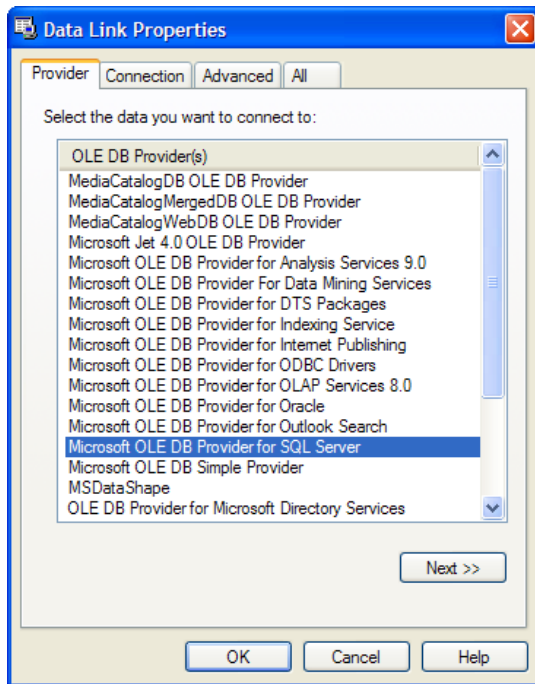 Data Link Properties
Provider Connection Advanced All
Select the data you want to connect to:
OLE DB Provider(s)
MediaCatalogDB OLE DB Provider
MediaCatalogMergedDB OLE DB Provider
MediaCatalogWebDB OLE DB Provider
Microsoft Jet 4.0 OLE DB Provider
Microsoft OLE DB Provider for Analysis Services 9.0
Microsoft OLE DB Provider For Data Mining Services
Microsoft OLE DB Provider for DTS Packages
Microsoft OLE DB Provider for Indexing Service
Microsoft OLE DB Provider for Internet Publishing
Microsoft OLE DB Provider for ODBC Drivers
Microsoft OLE DB Provider for OLAP Services 8.0
Microsoft OLE DB Provider for Oracle
Microsoft OLE DB Provider for Outlook Search
Microsoft OLE DB Provider for SQL Server
Microsoft OLE DB Simple Provider
MSDataShape
OLE DB Provider for Microsoft Directory Services
Next >>
OK Cancel Help